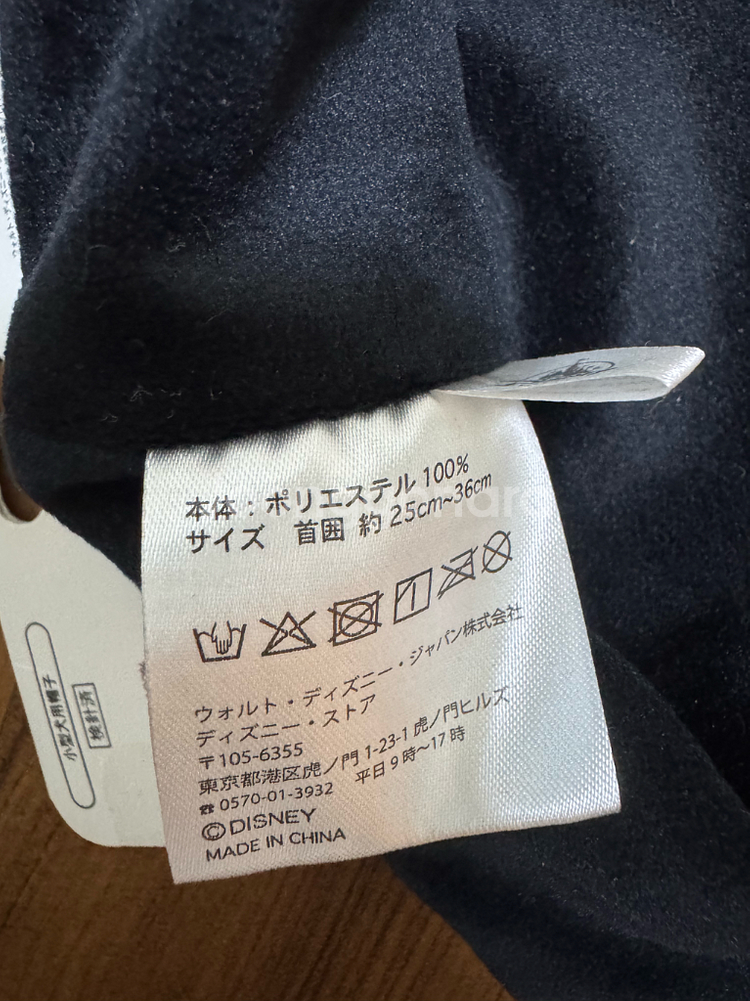 本体：ポリエステル 100%
サイズ 首囲 約 25cm~36cm
ウォルト・ディズニー・ジャパン株式会社
ディズニー・ストア
〒105-6355
東京都港区虎ノ門 1-23-1 虎ノ門ヒルズ
☎ 0570-01-3932 平日 9 時～17 時
©DISNEY
MADE IN CHINA
小型犬用帽子
検針済